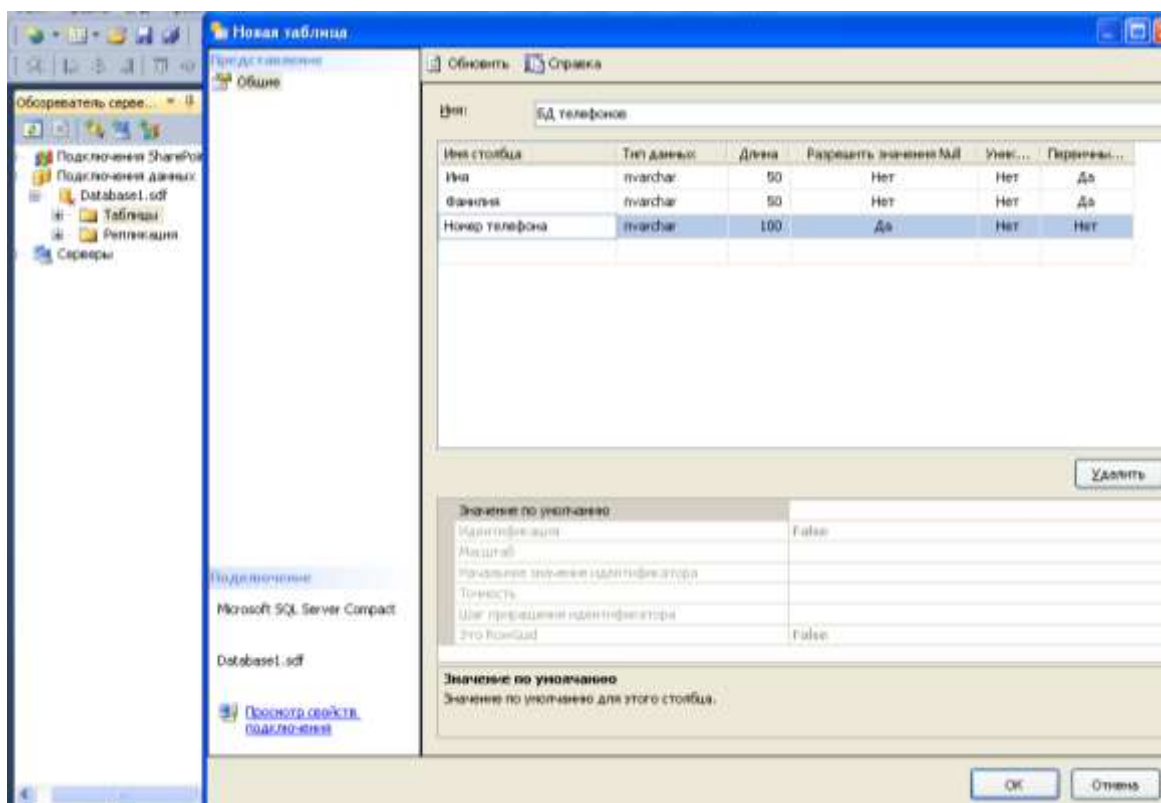 Новая таблица
Представление
Общие
Обновить Справка
Обозреватель серве...
Имя: БД телефонов
Подключения SharePoi
Подключения данных
Database1.sdf
Таблицы
Репликация
Серверы
Имя столбца Тип данных Длина Разрешить значения Null Уник... Первичны...
Имя nvarchar 50 Нет Нет Да
Фамилия nvarchar 50 Нет Нет Да
Номер телефона nvarchar 100 Да Нет Нет
Удалить
Значение по умолчанию
Идентификация False
Масштаб
Начальное значение идентификатора
Точность
Шаг приращения идентификатора
Это RowGuid False
Подключение
Microsoft SQL Server Compact
Database1.sdf
Просмотр свойств
подключения
Значение по умолчанию
Значение по умолчанию для этого столбца.
ОК Отмена